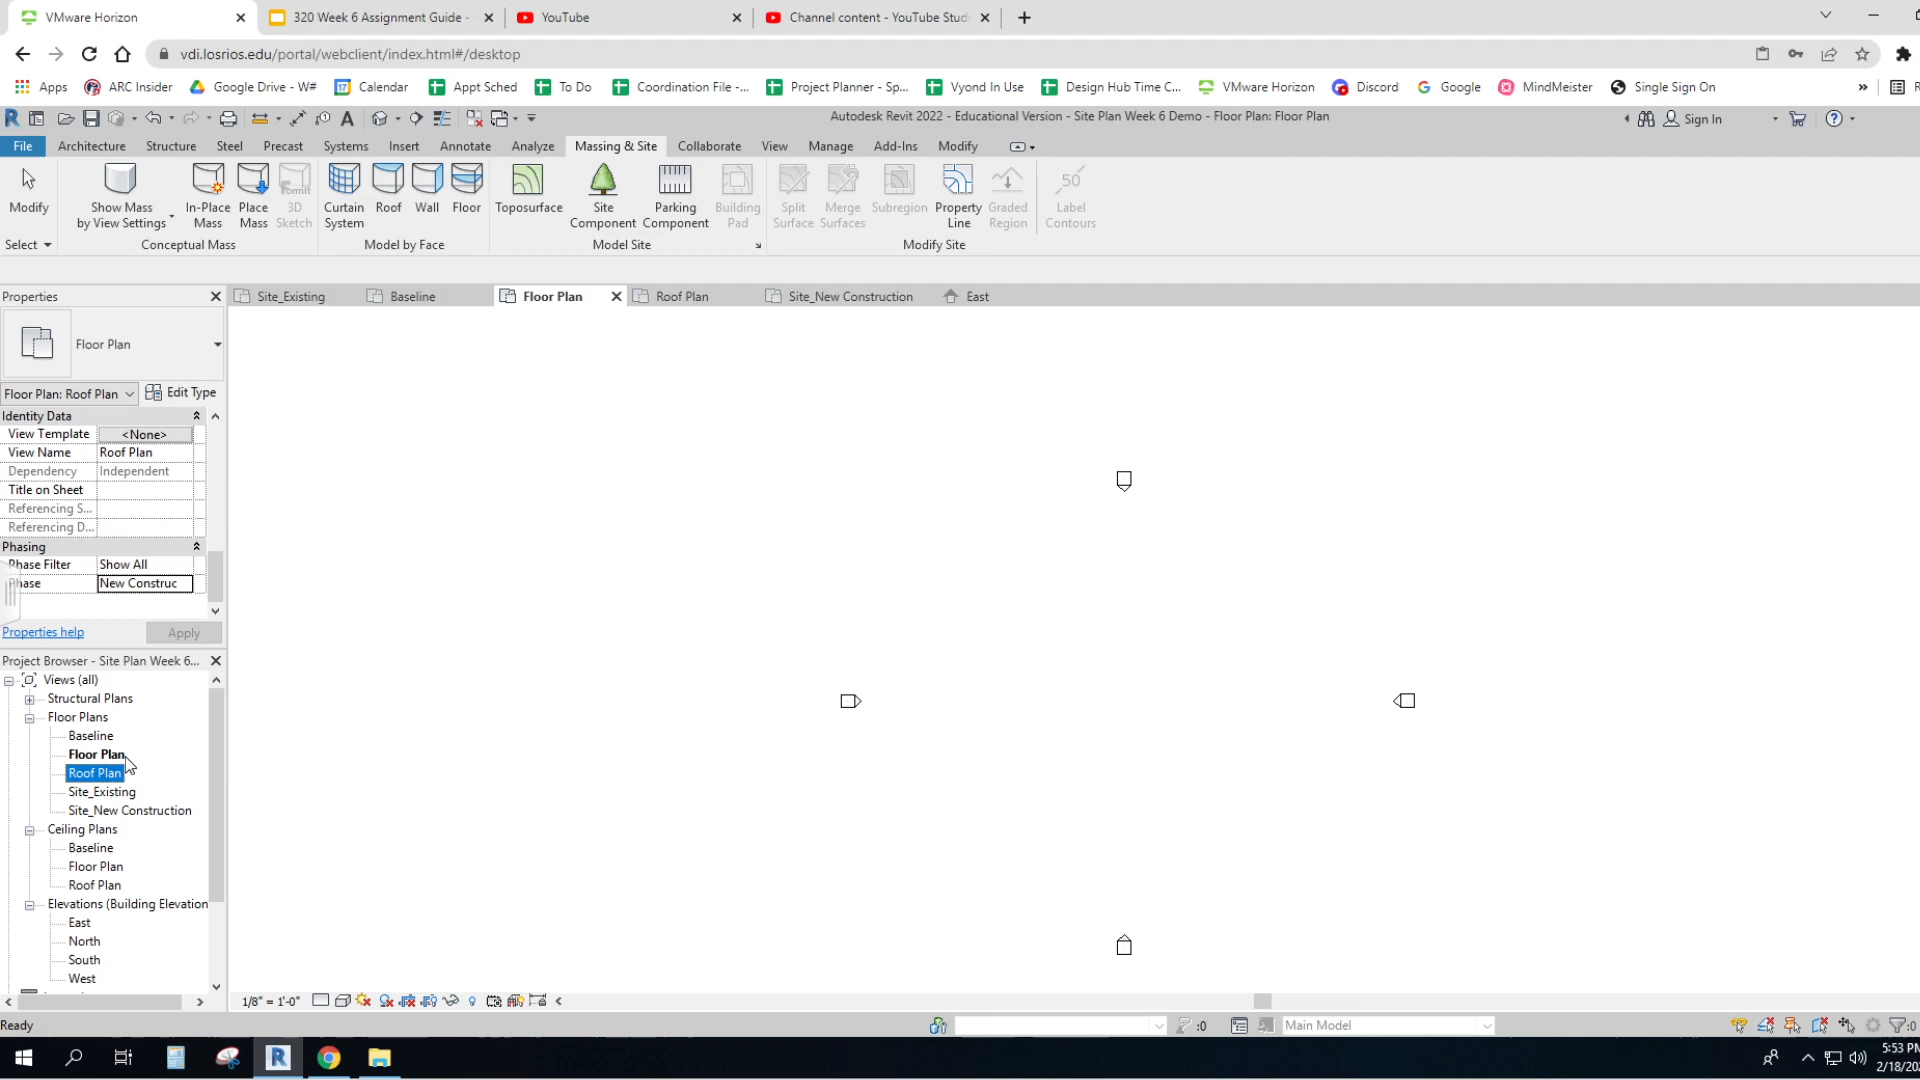 VMware Horizon
320 Week 6 Assignment Guide -
YouTube
Channel content - YouTube Stud
vdi.losrios.edu/portal/webclient/index.html#/desktop
Apps
ARC Insider
Google Drive - W#
Calendar
Appt Sched
To Do
Coordination File -...
Project Planner - Sp...
Vyond In Use
Design Hub Time C...
VMware Horizon
Discord
Google
MindMeister
Single Sign On
»
Autodesk Revit 2022 - Educational Version - Site Plan Week 6 Demo - Floor Plan: Floor Plan
Sign In
File
Architecture
Structure
Steel
Precast
Systems
Insert
Annotate
Analyze
Massing & Site
Collaborate
View
Manage
Add-Ins
Modify
Modify
Show Mass
by View Settings
In-Place
Mass
Place
Mass
3D
Sketch
Curtain
System
Roof
Wall
Floor
Toposurface
Site
Component
Parking
Component
Building
Pad
Split
Surface
Merge
Surfaces
Subregion
Property
Line
Graded
Region
50
Label
Contours
Select
Conceptual Mass
Model by Face
Model Site
Modify Site
Properties
Site_Existing
Baseline
Floor Plan
Roof Plan
Site_New Construction
East
Floor Plan
Floor Plan: Roof Plan
Edit Type
Identity Data
View Template
<None>
View Name
Roof Plan
Dependency
Independent
Title on Sheet
Referencing S...
Referencing D...
Phasing
Phase Filter
Show All
Phase
New Construc
Properties help
Apply
Project Browser - Site Plan Week 6...
Views (all)
Structural Plans
Floor Plans
Baseline
Floor Plan
Roof Plan
Site_Existing
Site_New Construction
Ceiling Plans
Baseline
Floor Plan
Roof Plan
Elevations (Building Elevation
East
North
South
West
1/8" = 1'-0"
Ready
:0
Main Model
:0
5:53 PM
2/18/202